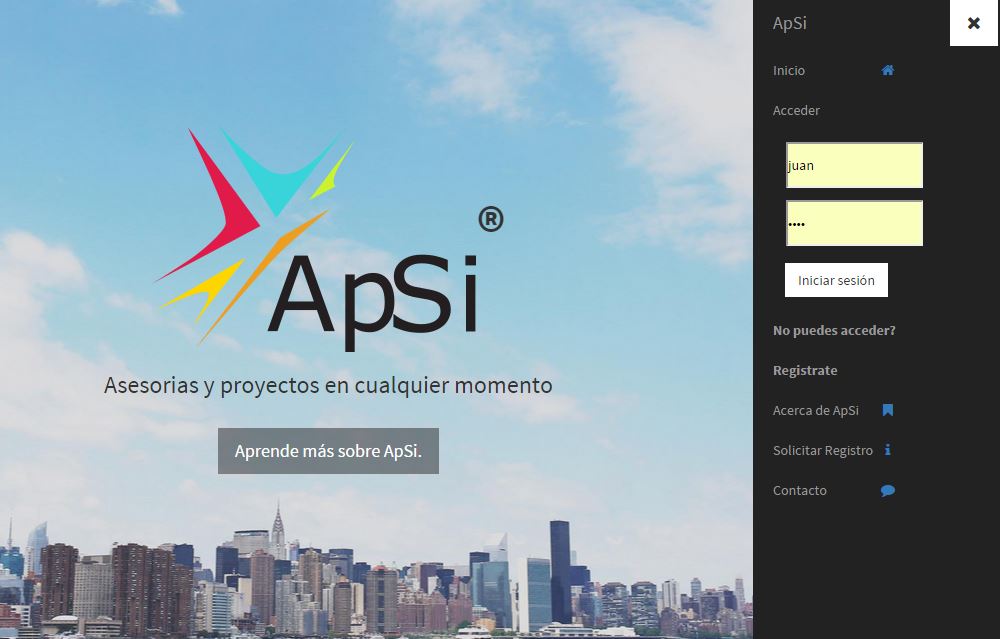 ApSi®
Asesorias y proyectos en cualquier momento
Aprende más sobre ApSi.
ApSi
Inicio
Acceder
juan
••••
Iniciar sesión
No puedes acceder?
Registrate
Acerca de ApSi
Solicitar Registro
Contacto